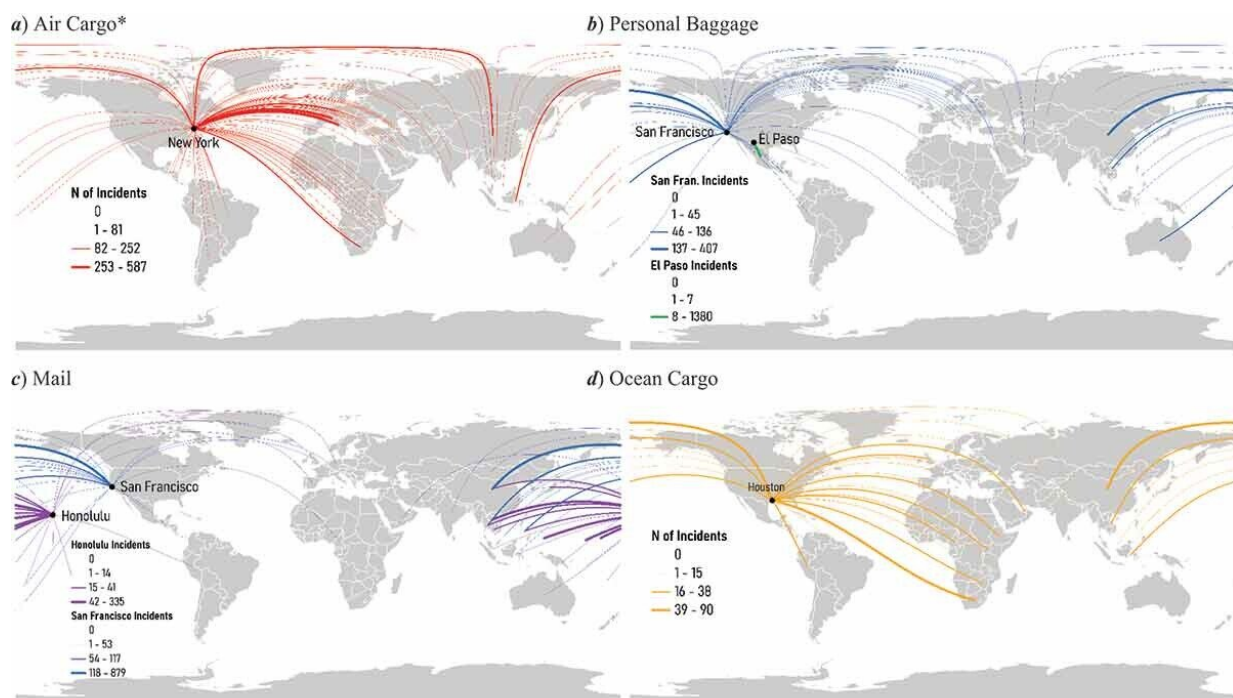 a) Air Cargo*
New York
N of Incidents
0
1 - 81
82 - 252
253 - 587
b) Personal Baggage
San Francisco
El Paso
San Fran. Incidents
0
1 - 45
46 - 136
137 - 407
El Paso Incidents
0
1 - 7
8 - 1380
c) Mail
San Francisco
Honolulu
Honolulu Incidents
0
1 - 14
15 - 41
42 - 335
San Francisco Incidents
0
1 - 53
54 - 117
118 - 879
d) Ocean Cargo
Houston
N of Incidents
0
1 - 15
16 - 38
39 - 90